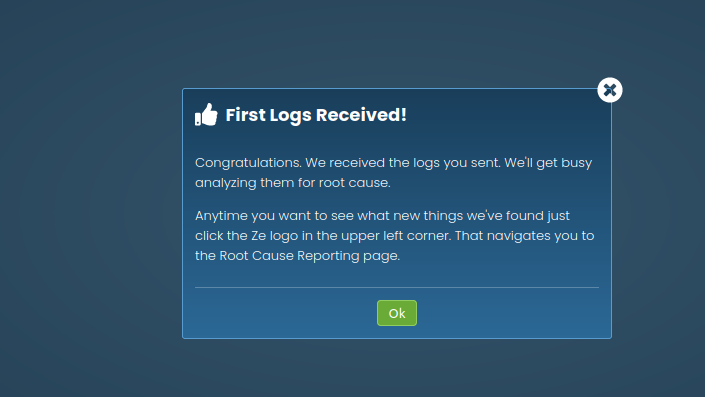 First Logs Received!
Congratulations. We received the logs you sent. We'll get busy
analyzing them for root cause.
Anytime you want to see what new things we've found just
click the Ze logo in the upper left corner. That navigates you to
the Root Cause Reporting page.
Ok